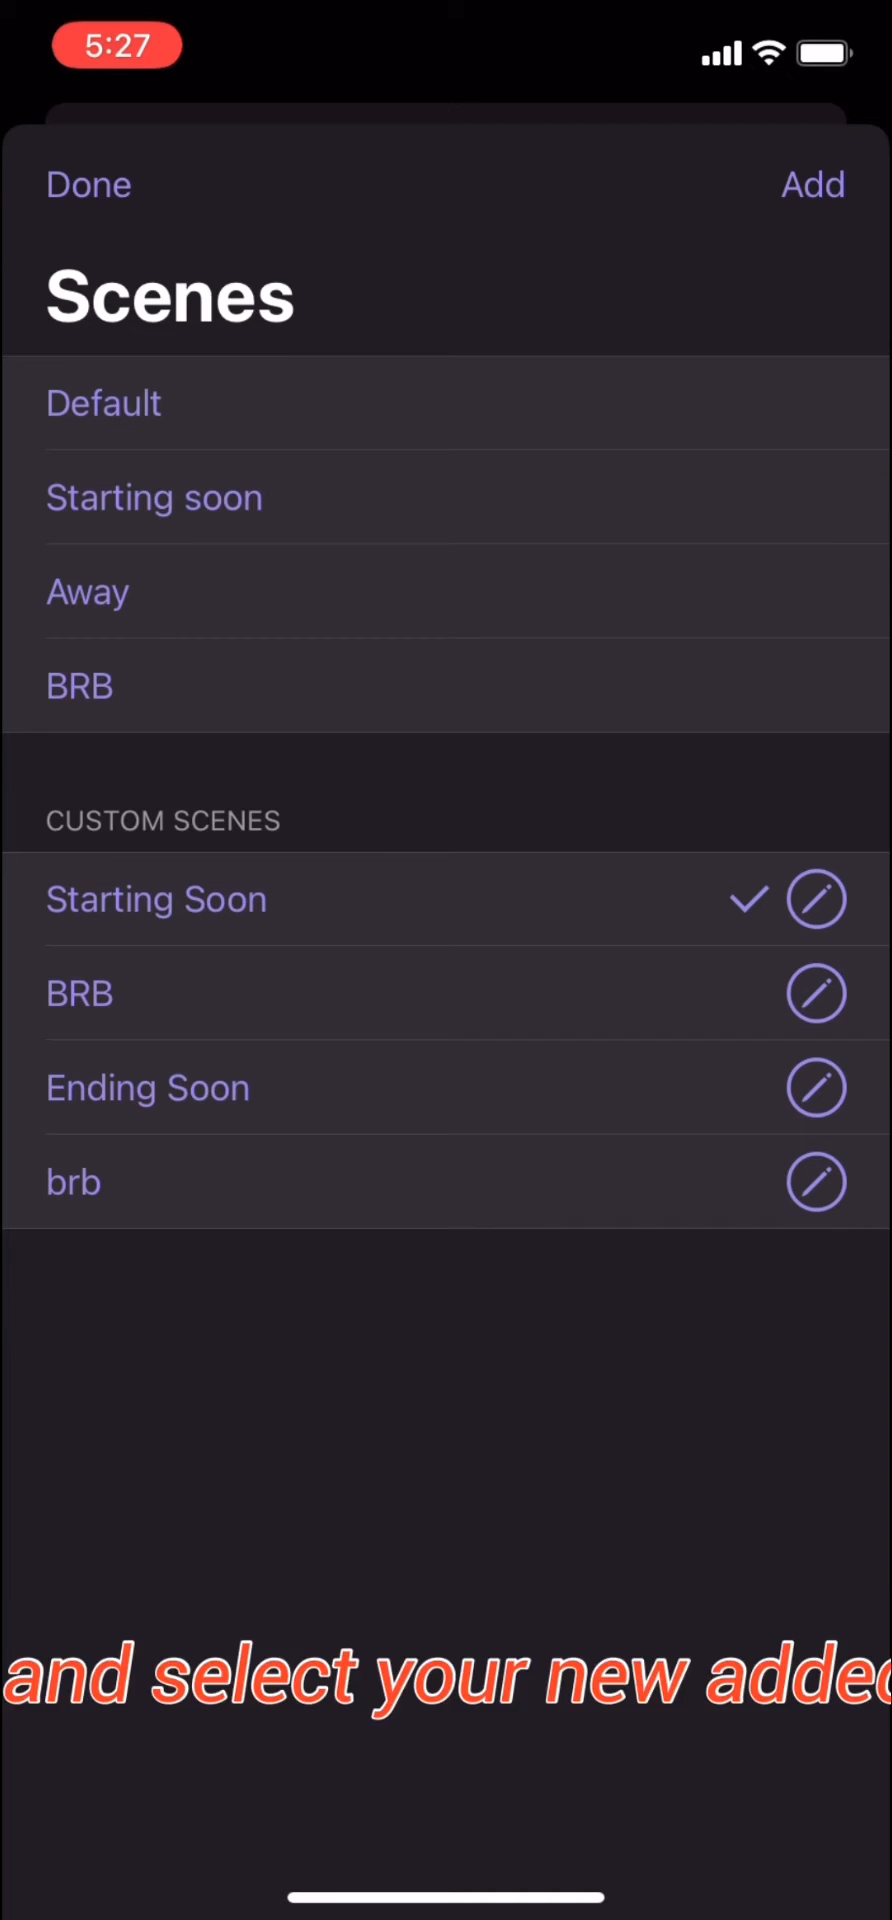 5:27
Done
Add
Scenes
Default
Starting soon
Away
BRB
CUSTOM SCENES
Starting Soon
BRB
Ending Soon
brb
and select your new added